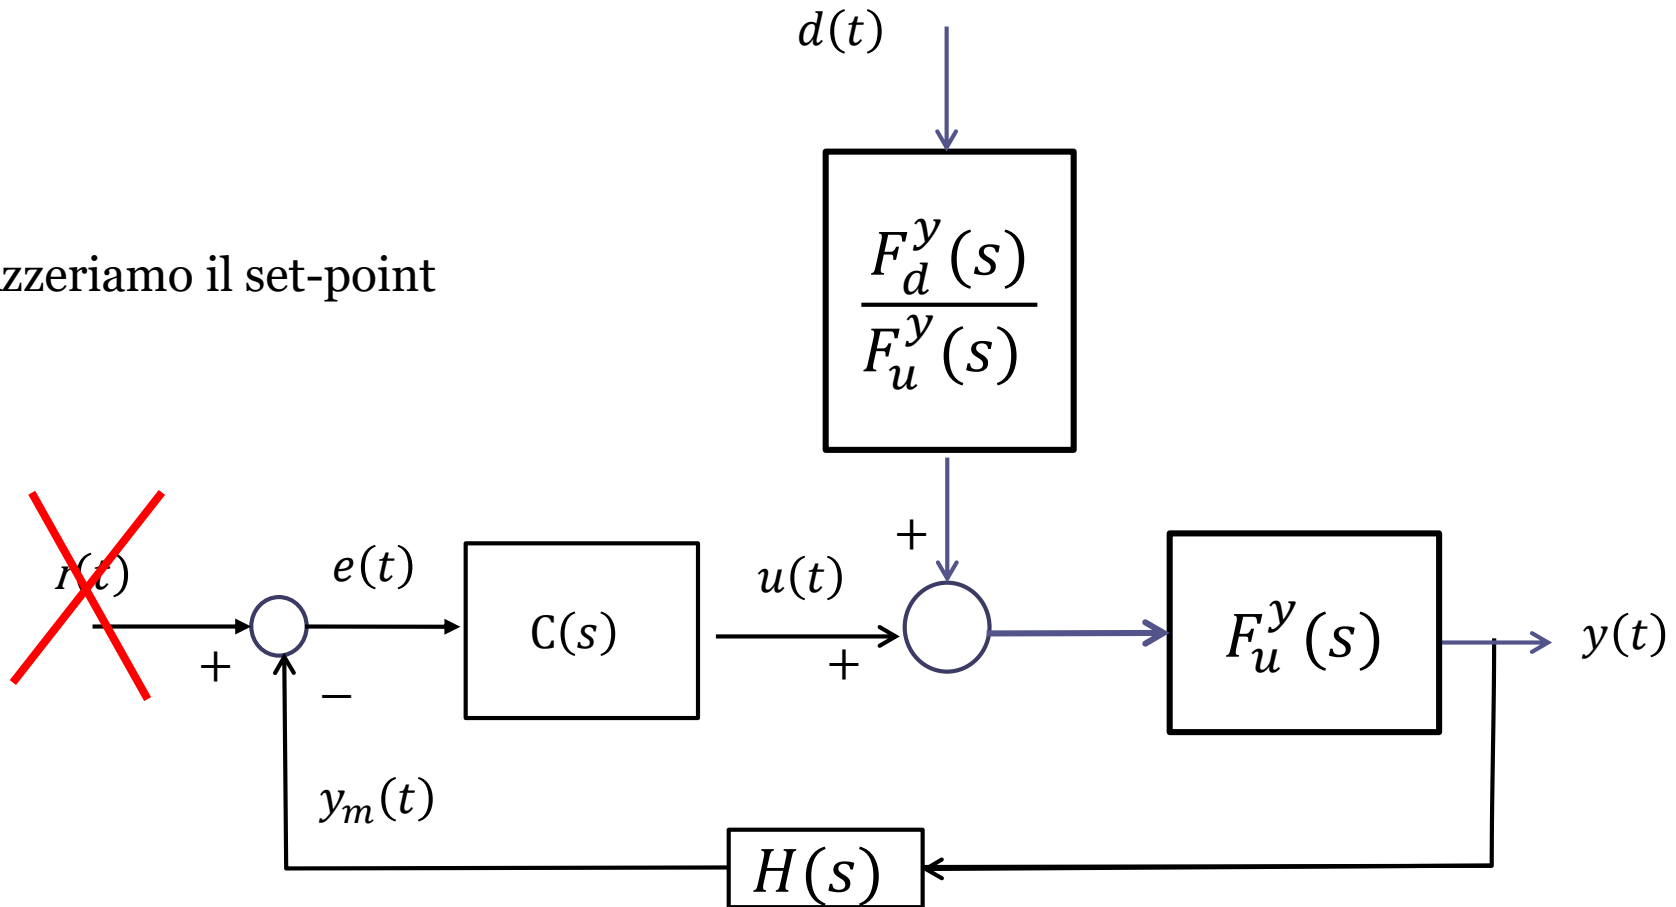 d(t)
zzeriamo il set-point
F_d^y(s)
F_u^y(s)
+
r(t)
e(t)
C(s)
u(t)
F_u^y(s)
y(t)
+
−
+
y_m(t)
H(s)